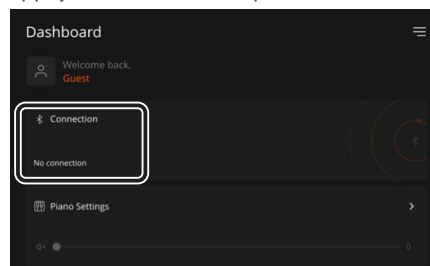 Dashboard
Welcome back,
Guest
Connection
No connection
Piano Settings
0